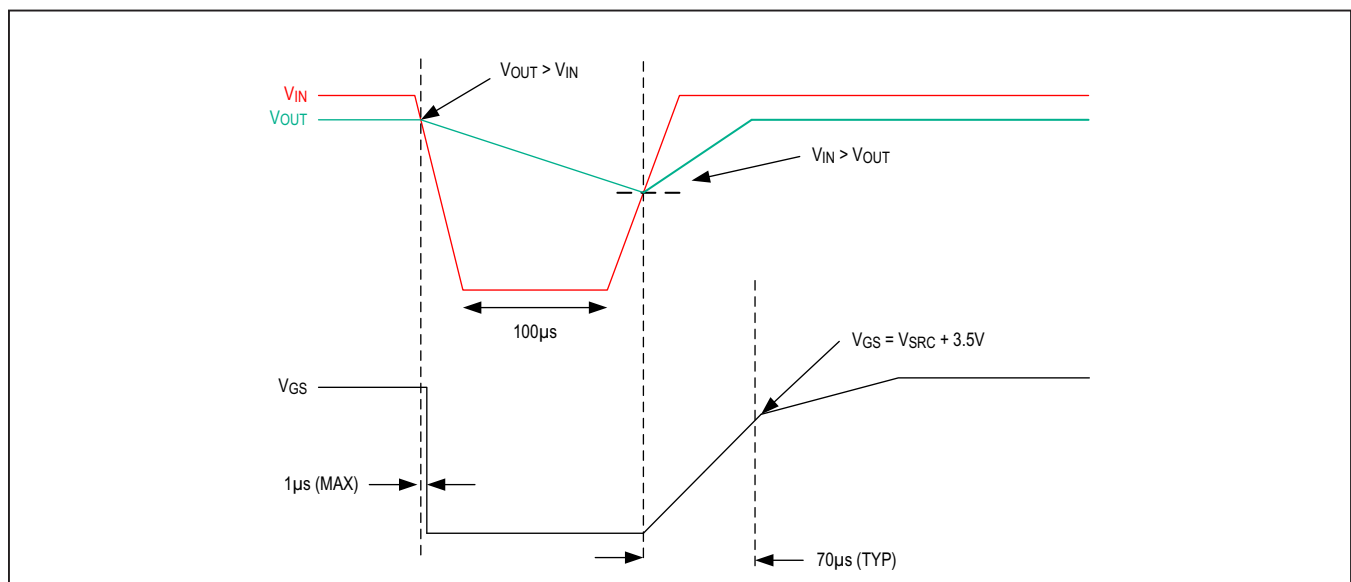 VOUT > VIN
VIN
VOUT
VIN > VOUT
100µs
VGS = VSRC + 3.5V
VGS
1µs (MAX)
70µs (TYP)